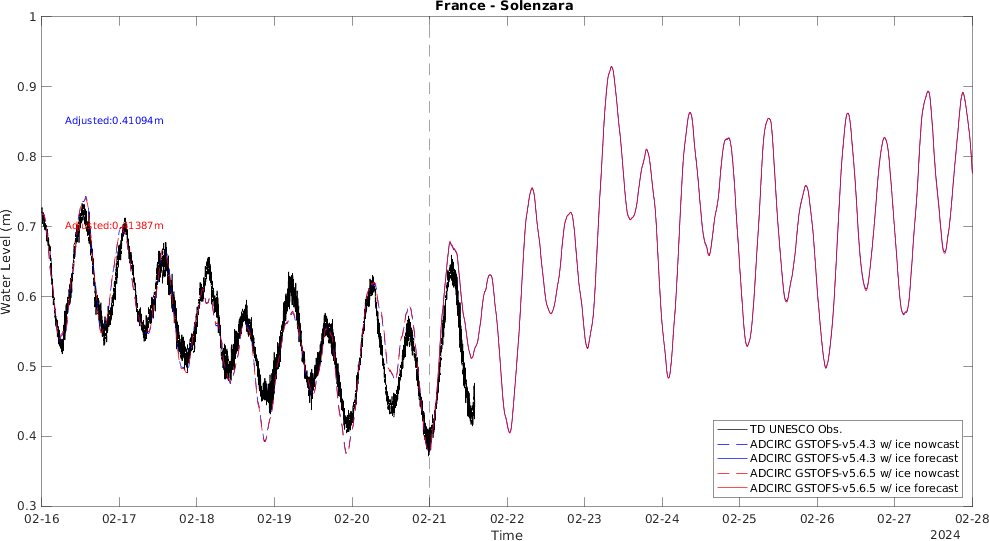 France - Solenzara
1
0.9
0.8
0.7
0.6
0.5
0.4
0.3
Water Level (m)
Adjusted:0.41094m
Adjusted:0.41387m
TD UNESCO Obs.
ADCIRC GSTOFS-v5.4.3 w/ ice nowcast
ADCIRC GSTOFS-v5.4.3 w/ ice forecast
ADCIRC GSTOFS-v5.6.5 w/ ice nowcast
ADCIRC GSTOFS-v5.6.5 w/ ice forecast
02-16 02-17 02-18 02-19 02-20 02-21 02-22 02-23 02-24 02-25 02-26 02-27 02-28
Time
2024